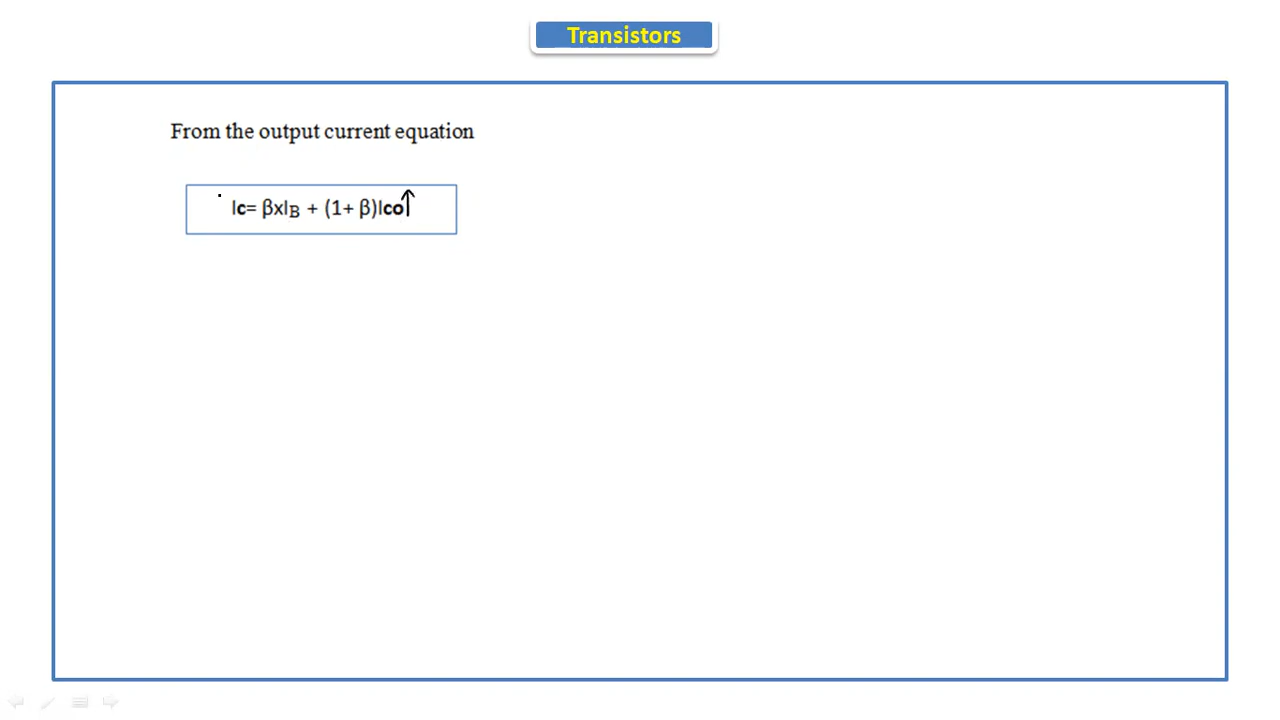 Transistors
From the output current equation
Ic= βxIB + (1+ β)Ico↑